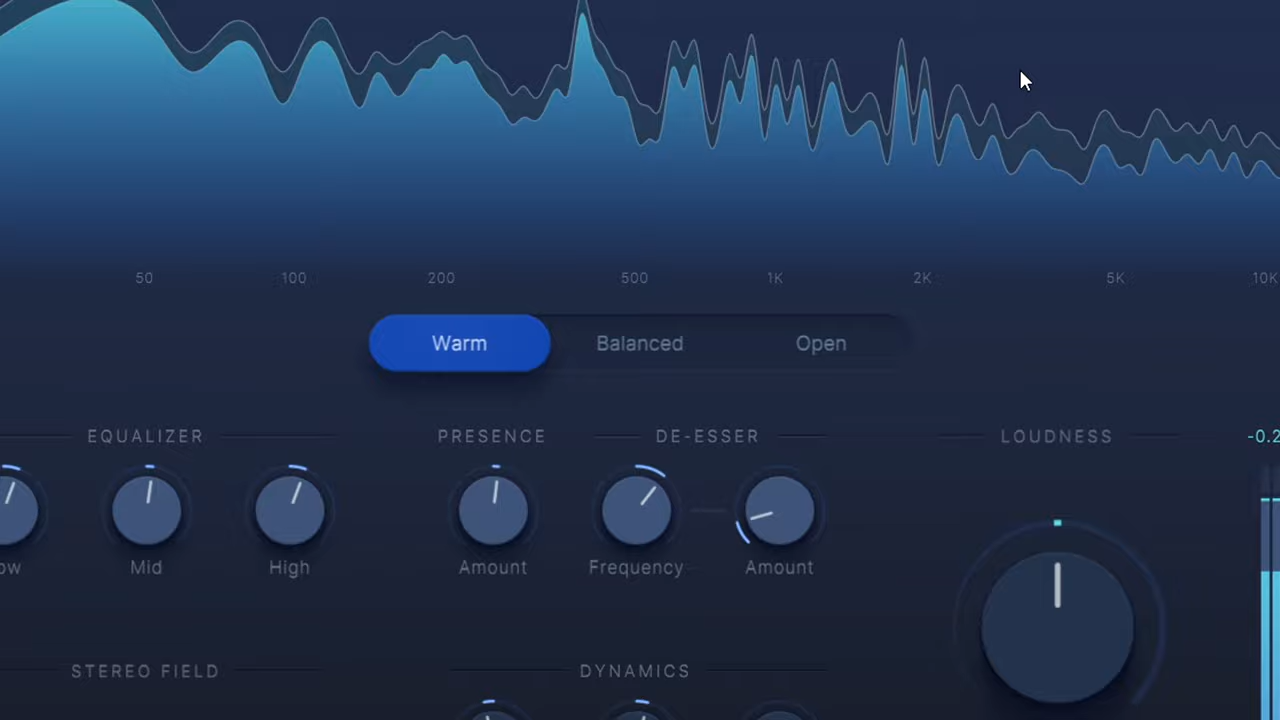 50 100 200 500 1K 2K 5K 10K
Warm Balanced Open
EQUALIZER PRESENCE DE-ESSER LOUDNESS -0.2
ow Mid High Amount Frequency Amount
STEREO FIELD DYNAMICS